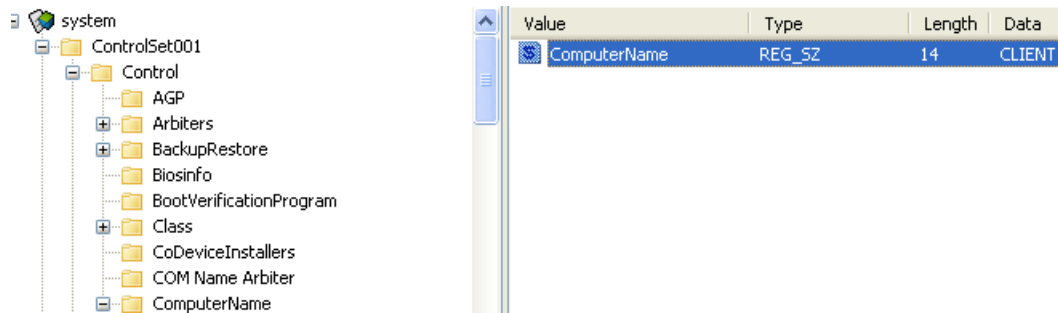 system
ControlSet001
Control
AGP
Arbiters
BackupRestore
Biosinfo
BootVerificationProgram
Class
CoDeviceInstallers
COM Name Arbiter
ComputerName
Value Type Length Data
ComputerName REG_SZ 14 CLIENT